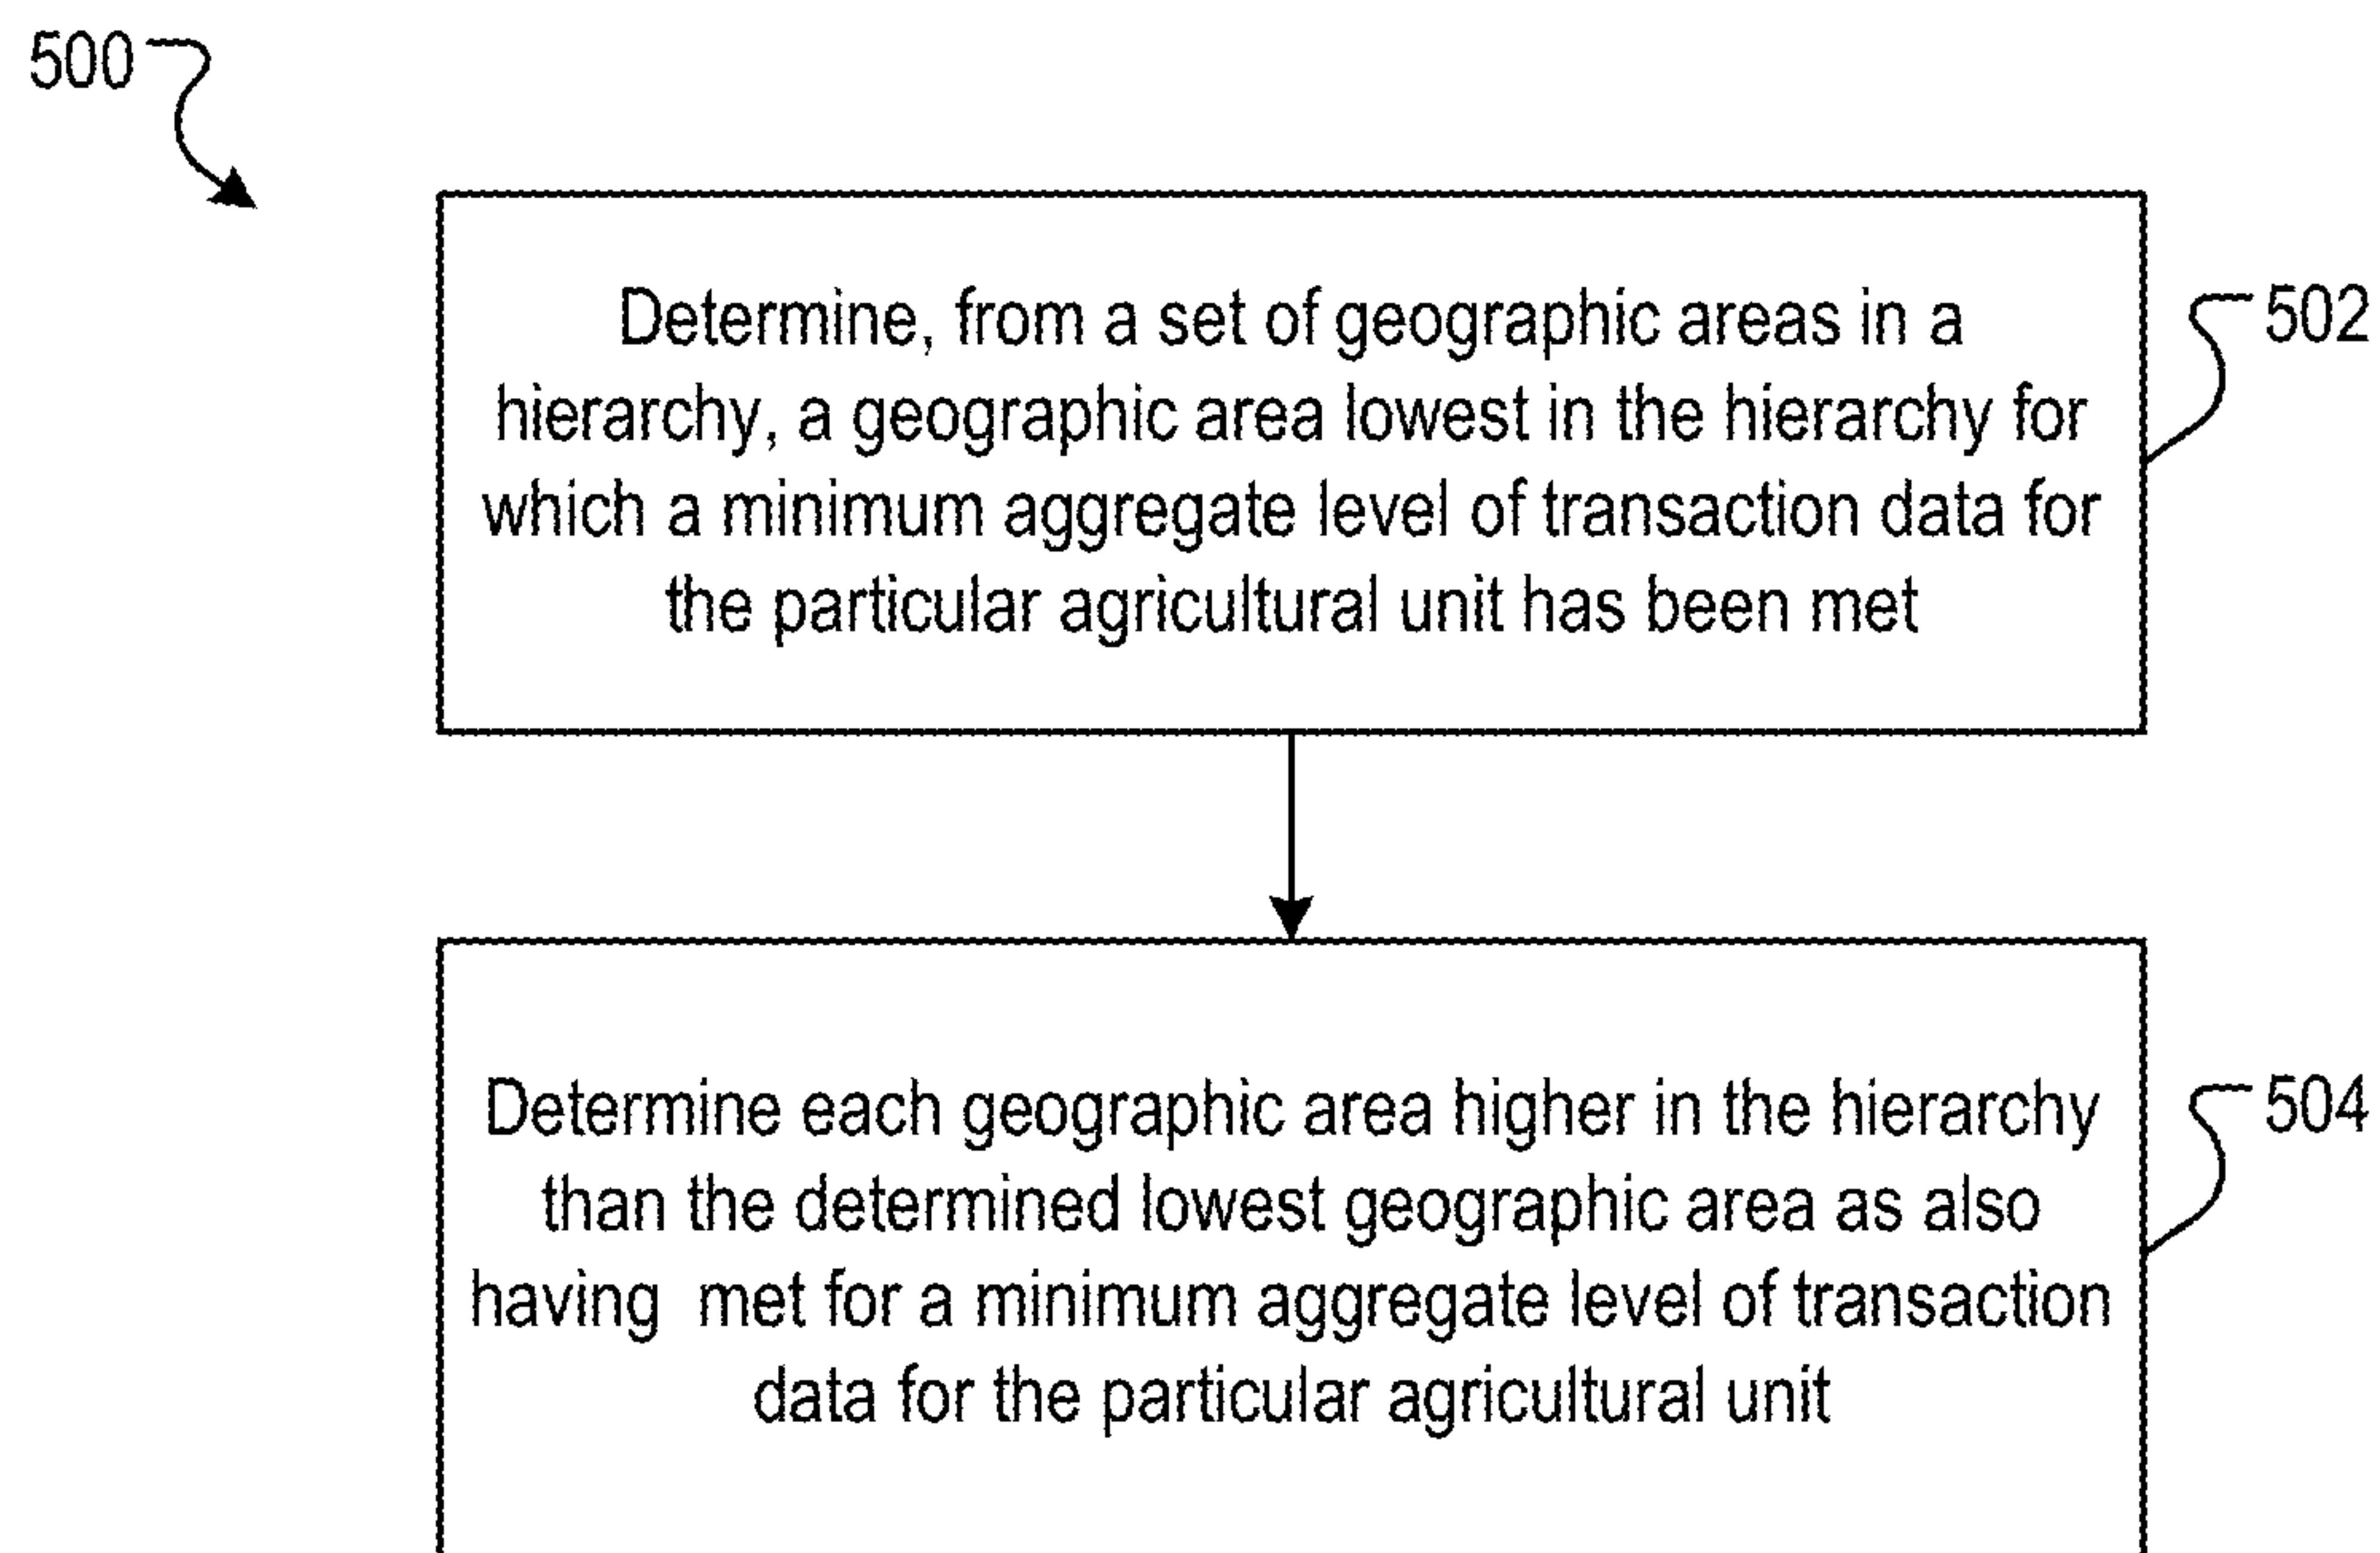 500
Determine, from a set of geographic areas in a
hierarchy, a geographic area lowest in the hierarchy for
which a minimum aggregate level of transaction data for
the particular agricultural unit has been met
502
Determine each geographic area higher in the hierarchy
than the determined lowest geographic area as also
having  met for a minimum aggregate level of transaction
data for the particular agricultural unit
504